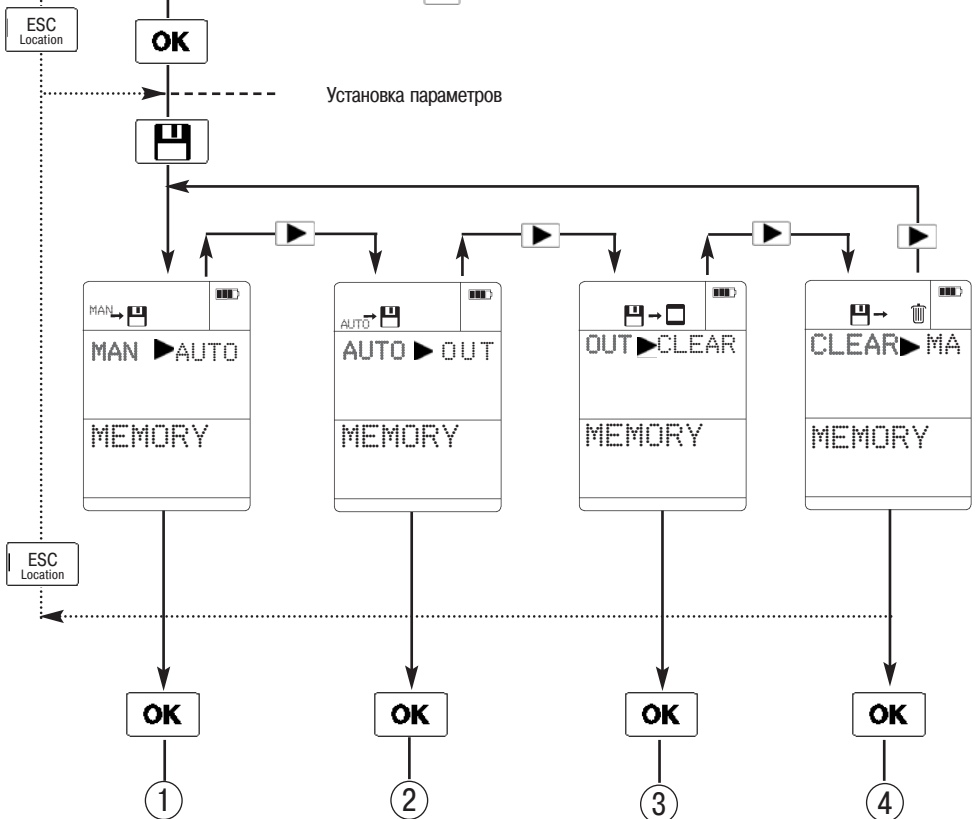 ESC
Location
OK
Установка параметров
MAN
MAN ▶AUTO
MEMORY
AUTO
AUTO ▶ OUT
MEMORY
OUT ▶CLEAR
MEMORY
CLEAR▶ MA
MEMORY
ESC
Location
OK
OK
OK
OK
1
2
3
4